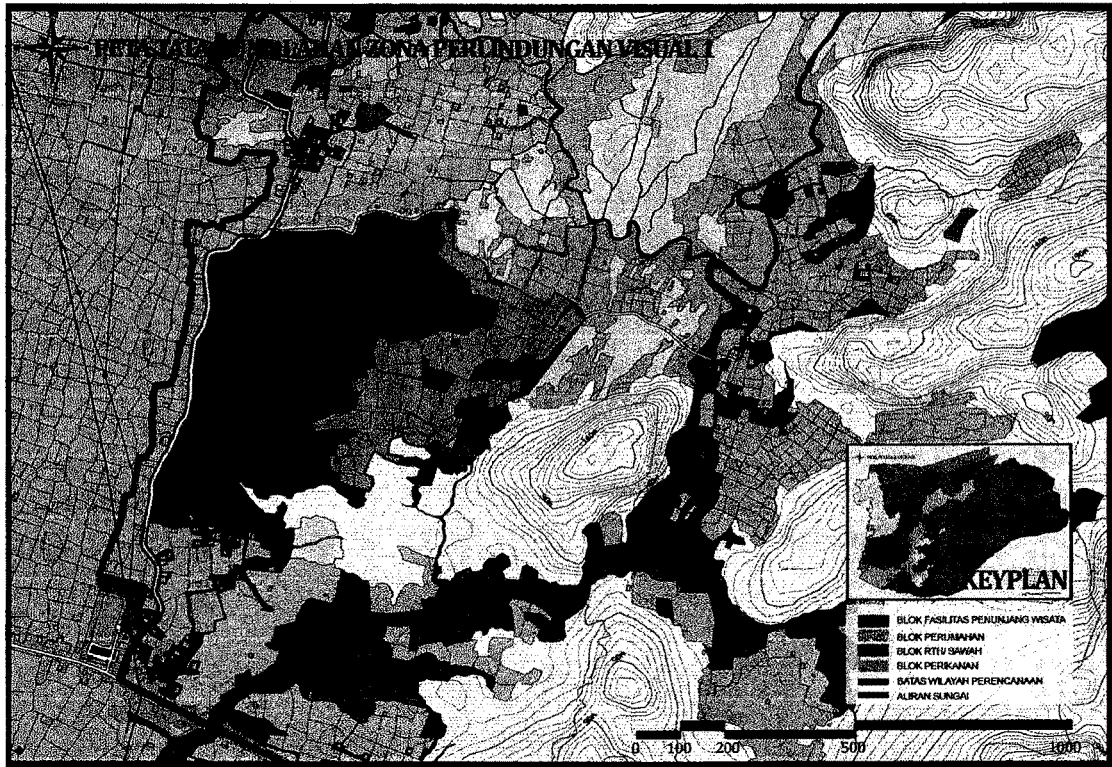 ZONA PERLINDUNGAN VISUAL I
KEYPLAN
BLOK FASILITAS PENUNJANG WISATA
BLOK PERUMAHAN
BLOK RTH/ SAWAH
BLOK PERIKANAN
BATAS WILAYAH PERENCANAAN
ALIRAN SUNGAI
0 100 200 500 1000